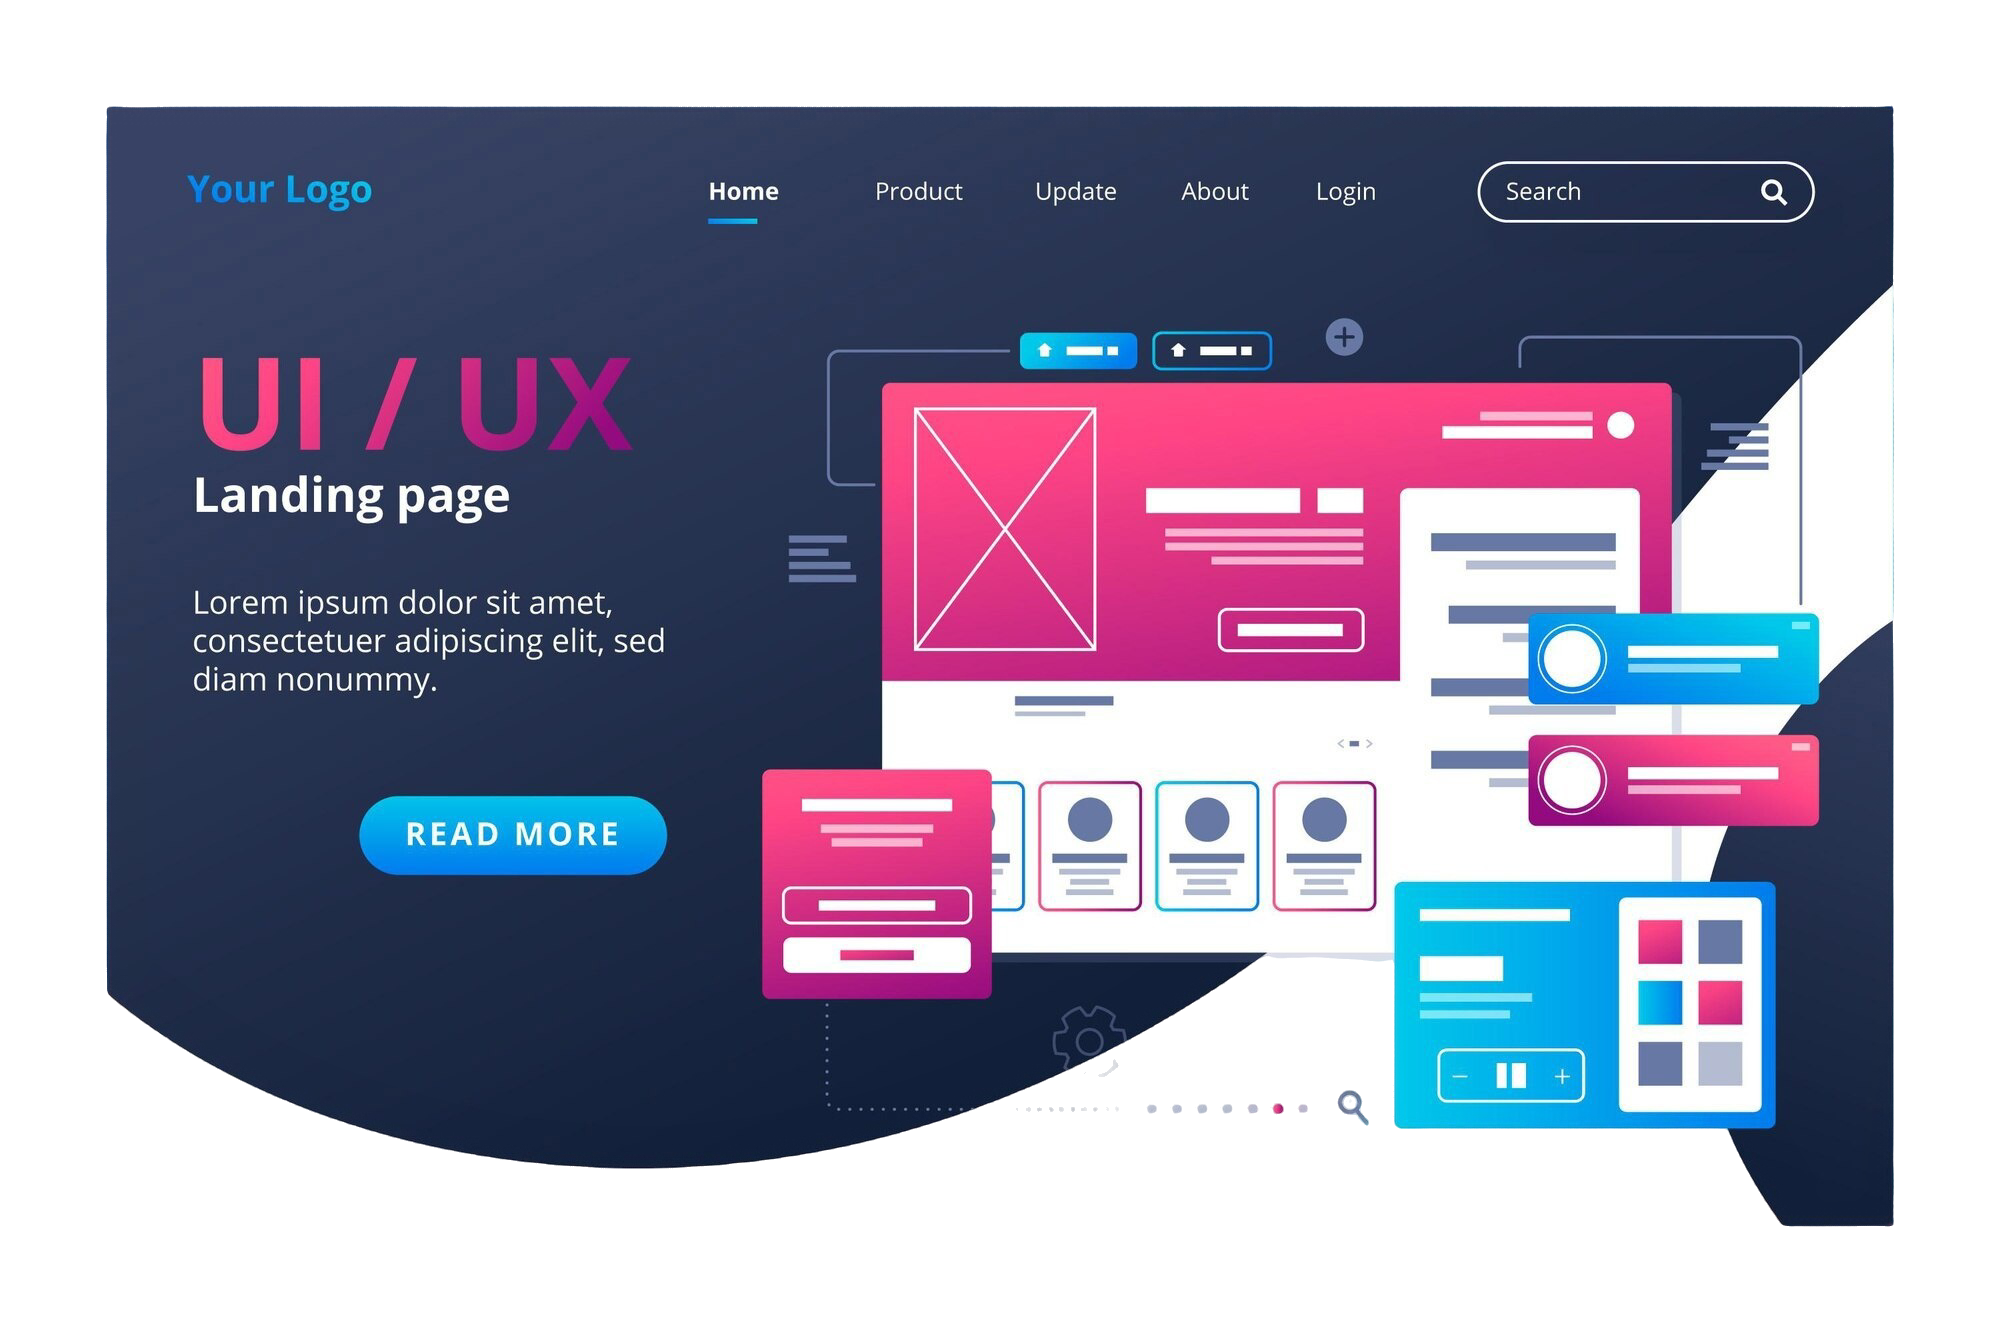 Your Logo
Home
Product
Update
About
Login
Search
UI / UX
Landing page
Lorem ipsum dolor sit amet,
consectetuer adipiscing elit, sed
diam nonummy.
READ MORE